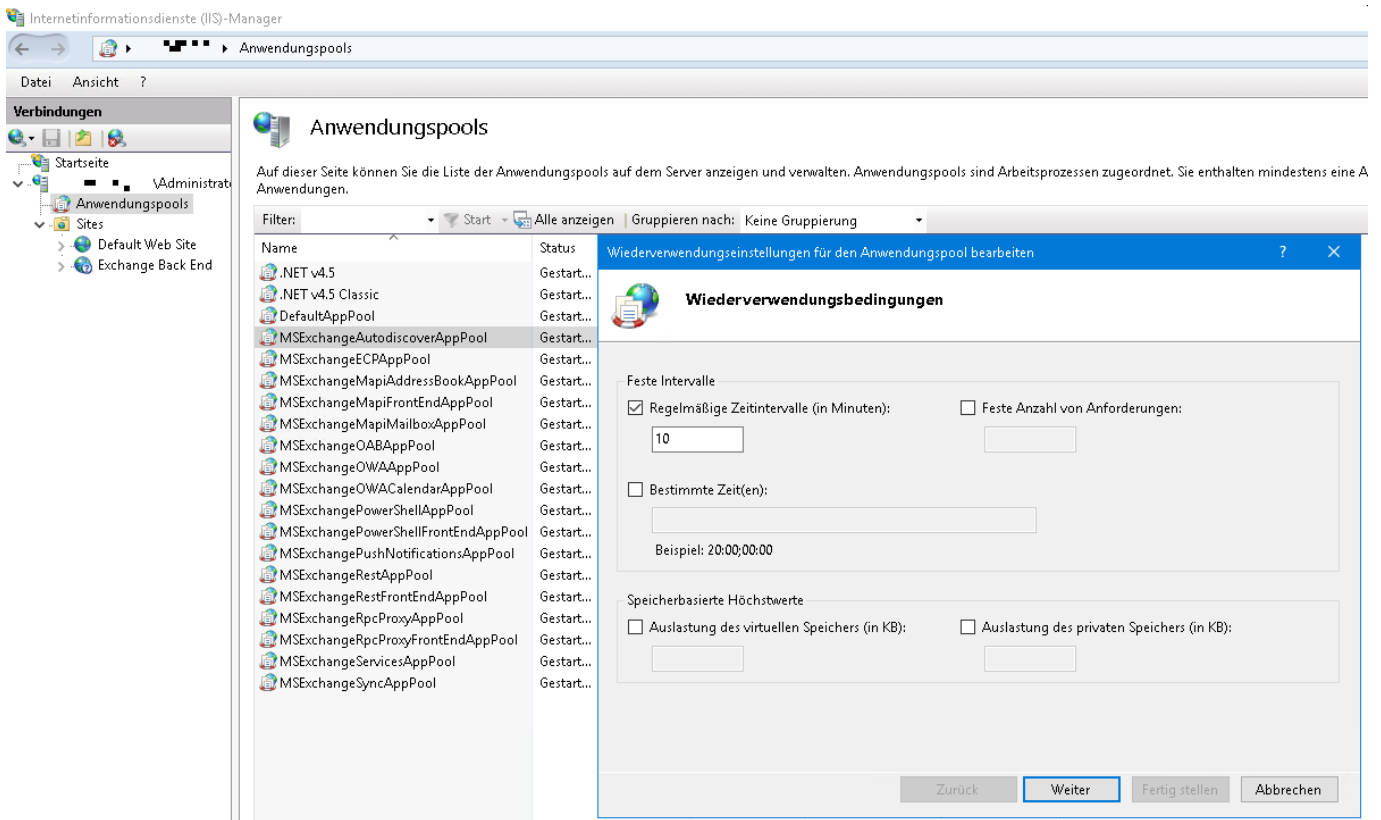 Internetinformationsdienste (IIS)-Manager
Anwendungspools
Datei Ansicht ?
Verbindungen
Startseite
\Administrat
Anwendungspools
Sites
Default Web Site
Exchange Back End
Anwendungspools
Auf dieser Seite können Sie die Liste der Anwendungspools auf dem Server anzeigen und verwalten. Anwendungspools sind Arbeitsprozessen zugeordnet. Sie enthalten mindestens eine A
Anwendungen.
Filter: Start Alle anzeigen Gruppieren nach: Keine Gruppierung
Name Status
.NET v4.5 Gestart...
.NET v4.5 Classic Gestart...
DefaultAppPool Gestart...
MSExchangeAutodiscoverAppPool Gestart...
MSExchangeECPAppPool Gestart...
MSExchangeMapiAddressBookAppPool Gestart...
MSExchangeMapiFrontEndAppPool Gestart...
MSExchangeMapiMailboxAppPool Gestart...
MSExchangeOABAppPool Gestart...
MSExchangeOWAAppPool Gestart...
MSExchangeOWACalendarAppPool Gestart...
MSExchangePowerShellAppPool Gestart...
MSExchangePowerShellFrontEndAppPool Gestart...
MSExchangePushNotificationsAppPool Gestart...
MSExchangeRestAppPool Gestart...
MSExchangeRestFrontEndAppPool Gestart...
MSExchangeRpcProxyAppPool Gestart...
MSExchangeRpcProxyFrontEndAppPool Gestart...
MSExchangeServicesAppPool Gestart...
MSExchangeSyncAppPool Gestart...
Wiederverwendungseinstellungen für den Anwendungspool bearbeiten ?
Wiederverwendungsbedingungen
Feste Intervalle
Regelmäßige Zeitintervalle (in Minuten): Feste Anzahl von Anforderungen:
10
Bestimmte Zeit(en):
Beispiel: 20:00;00:00
Speicherbasierte Höchstwerte
Auslastung des virtuellen Speichers (in KB): Auslastung des privaten Speichers (in KB):
Zurück Weiter Fertig stellen Abbrechen